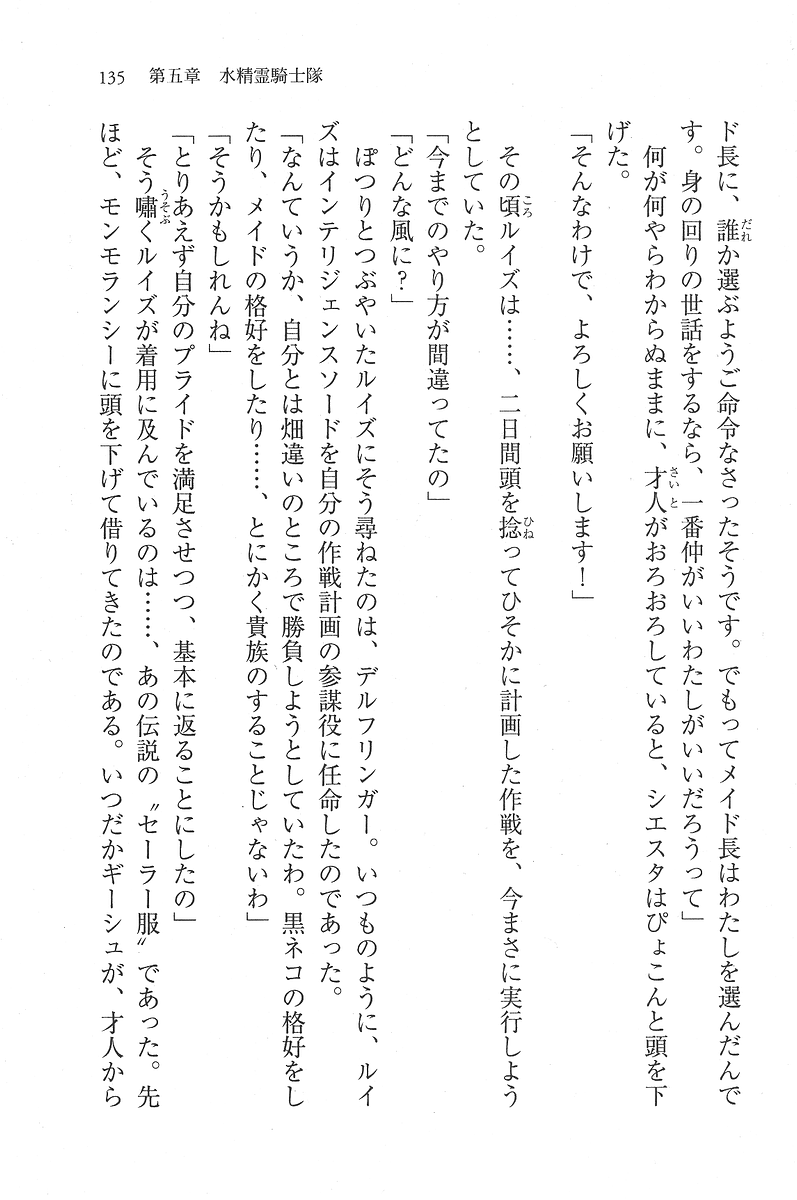 135　第五章　水精霊騎士隊
ド長に、誰か選ぶようご命令なさったそうです。でもってメイド長はわたしを選んだんで
す。身の回りの世話をするなら、一番仲がいいわたしがいいだろうって」
　何が何やらわからぬままに、才人がおろおろしていると、シエスタはぴょこんと頭を下
げた。
「そんなわけで、よろしくお願いします！」
　その頃ルイズは……、二日間頭を捻ってひそかに計画した作戦を、今まさに実行しよう
としていた。
「今までのやり方が間違ってたの」
「どんな風に？」
　ぽつりとつぶやいたルイズにそう尋ねたのは、デルフリンガー。いつものように、ルイ
ズはインテリジェンスソードを自分の作戦計画の参謀役に任命したのであった。
「なんていうか、自分とは畑違いのところで勝負しようとしていたわ。黒ネコの格好をし
たり、メイドの格好をしたり……、とにかく貴族のすることじゃないわ」
「そうかもしれんね」
「とりあえず自分のプライドを満足させつつ、基本に返ることにしたの」
　そう嘯くルイズが着用に及んでいるのは……、あの伝説の〝セーラー服〟であった。先
ほど、モンモランシーに頭を下げて借りてきたのである。いつだかギーシュが、才人から